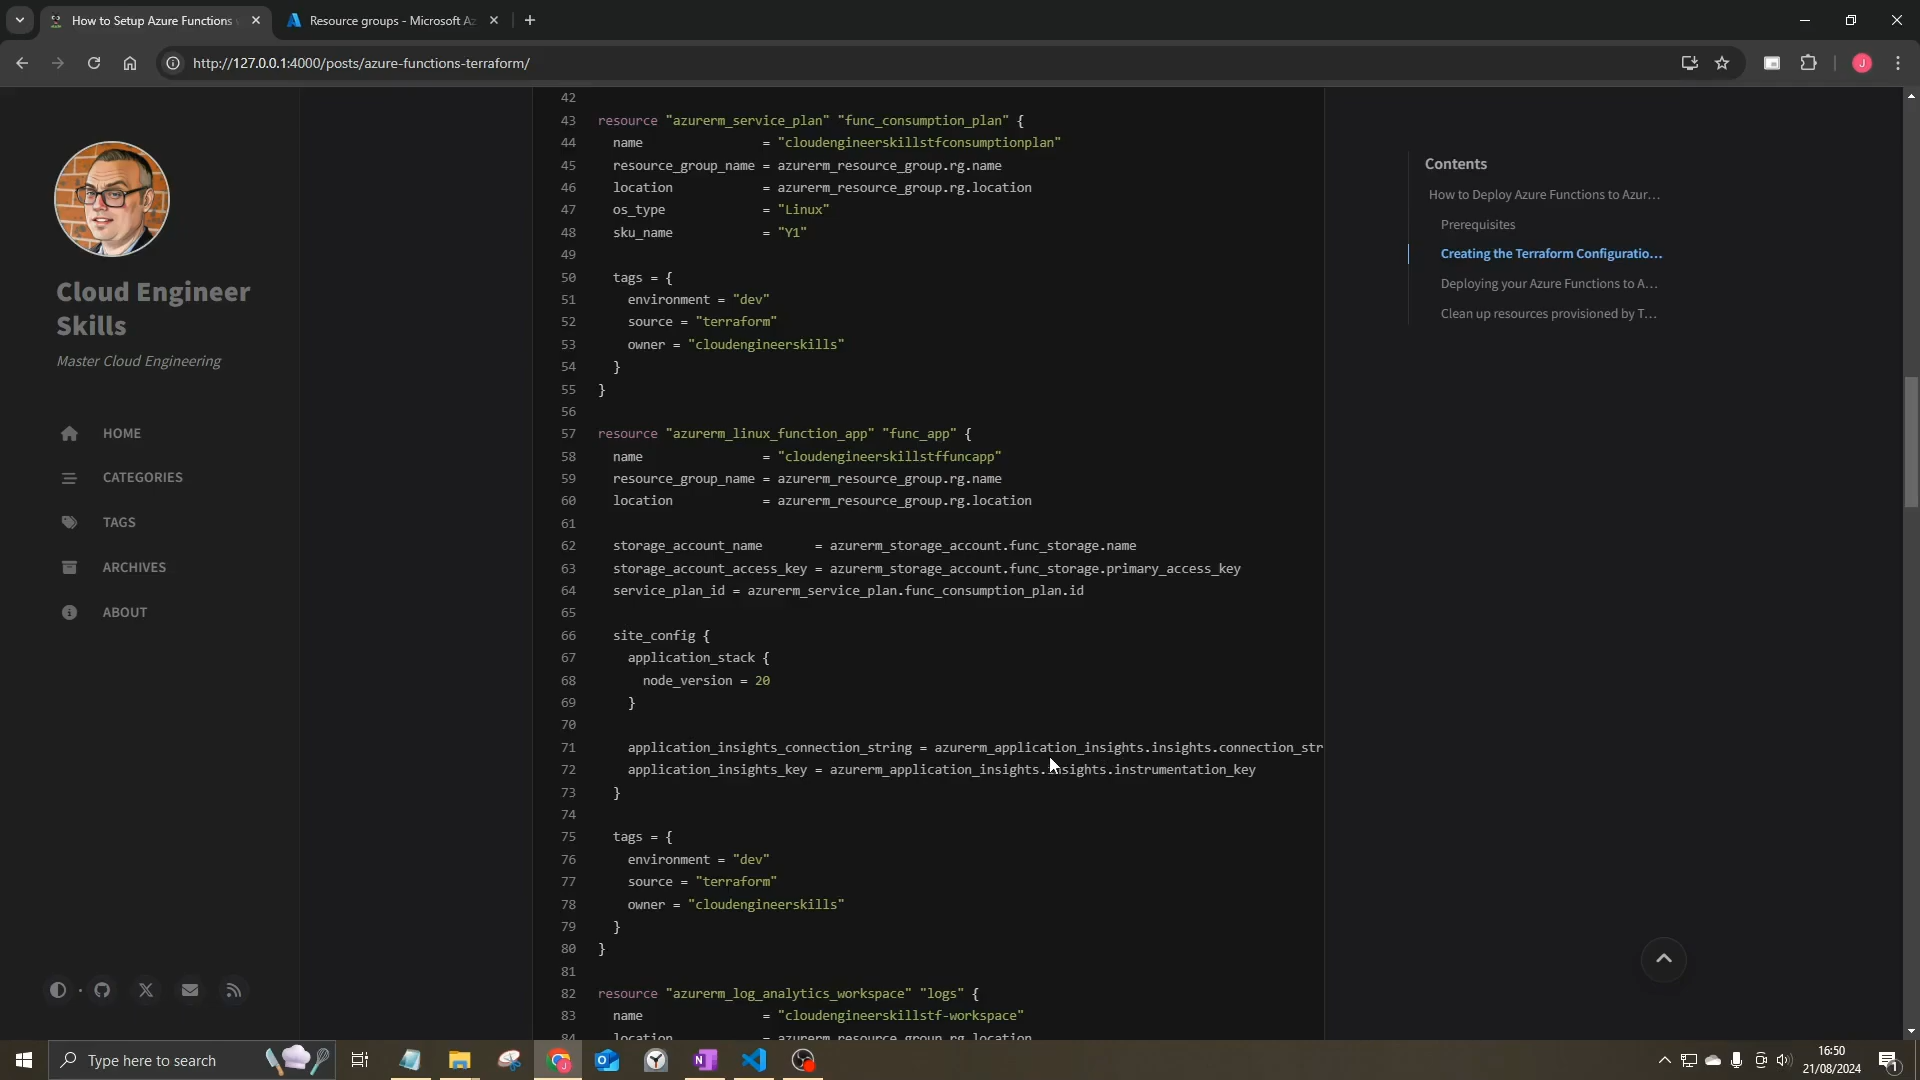 How to Setup Azure Functions
Resource groups - Microsoft Az
http://127.0.0.1:4000/posts/azure-functions-terraform/
J
Cloud Engineer
Skills
Master Cloud Engineering
HOME
CATEGORIES
TAGS
ARCHIVES
ABOUT
42
43 resource "azurerm_service_plan" "func_consumption_plan" {
44 name = "cloudengineerskillstfconsumptionplan"
45 resource_group_name = azurerm_resource_group.rg.name
46 location = azurerm_resource_group.rg.location
47 os_type = "Linux"
48 sku_name = "Y1"
49
50 tags = {
51 environment = "dev"
52 source = "terraform"
53 owner = "cloudengineerskills"
54 }
55 }
56
57 resource "azurerm_linux_function_app" "func_app" {
58 name = "cloudengineerskillstffuncapp"
59 resource_group_name = azurerm_resource_group.rg.name
60 location = azurerm_resource_group.rg.location
61
62 storage_account_name = azurerm_storage_account.func_storage.name
63 storage_account_access_key = azurerm_storage_account.func_storage.primary_access_key
64 service_plan_id = azurerm_service_plan.func_consumption_plan.id
65
66 site_config {
67 application_stack {
68 node_version = 20
69 }
70
71 application_insights_connection_string = azurerm_application_insights.insights.connection_str
72 application_insights_key = azurerm_application_insights.insights.instrumentation_key
73 }
74
75 tags = {
76 environment = "dev"
77 source = "terraform"
78 owner = "cloudengineerskills"
79 }
80 }
81
82 resource "azurerm_log_analytics_workspace" "logs" {
83 name = "cloudengineerskillstf-workspace"
84 location = azurerm_resource_group.rg.location
Contents
How to Deploy Azure Functions to Azur...
Prerequisites
Creating the Terraform Configuratio...
Deploying your Azure Functions to A...
Clean up resources provisioned by T...
Type here to search
16:50
21/08/2024
1